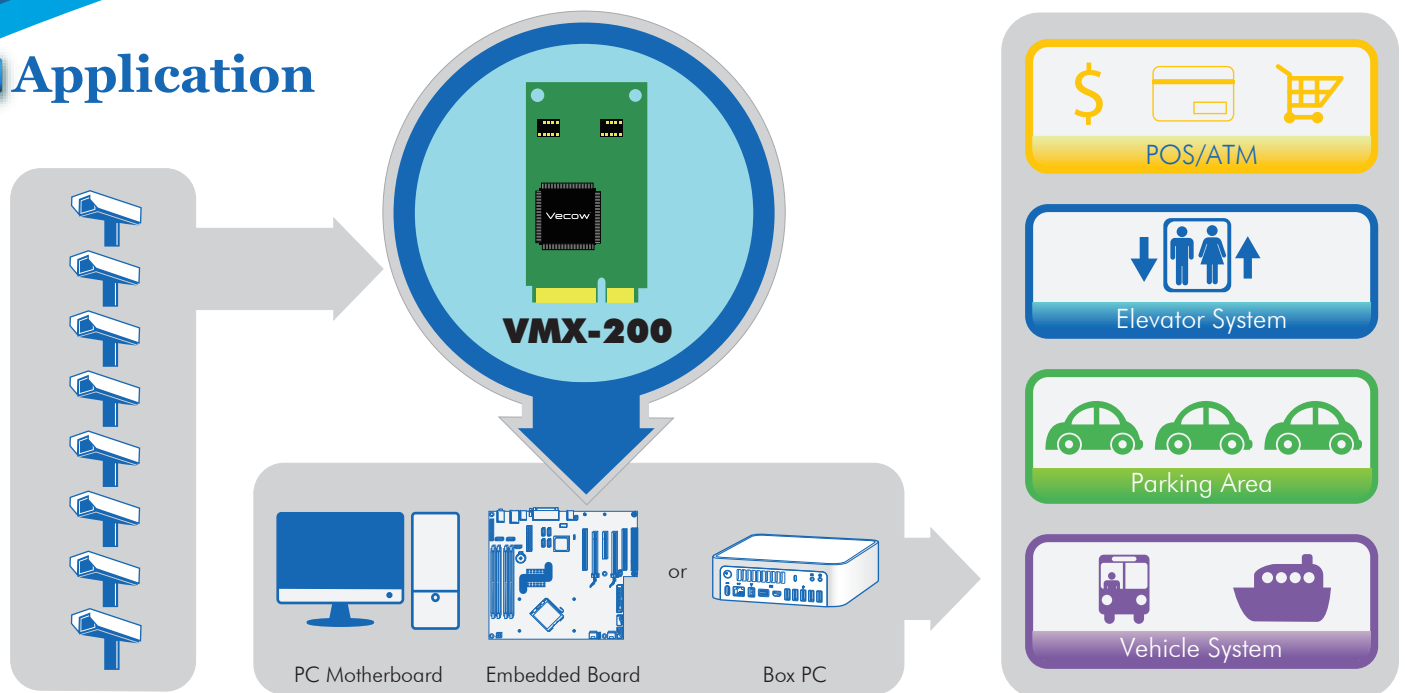 Application
Vecow
VMX-200
PC Motherboard
Embedded Board
or
Box PC
$
POS/ATM
Elevator System
Parking Area
Vehicle System